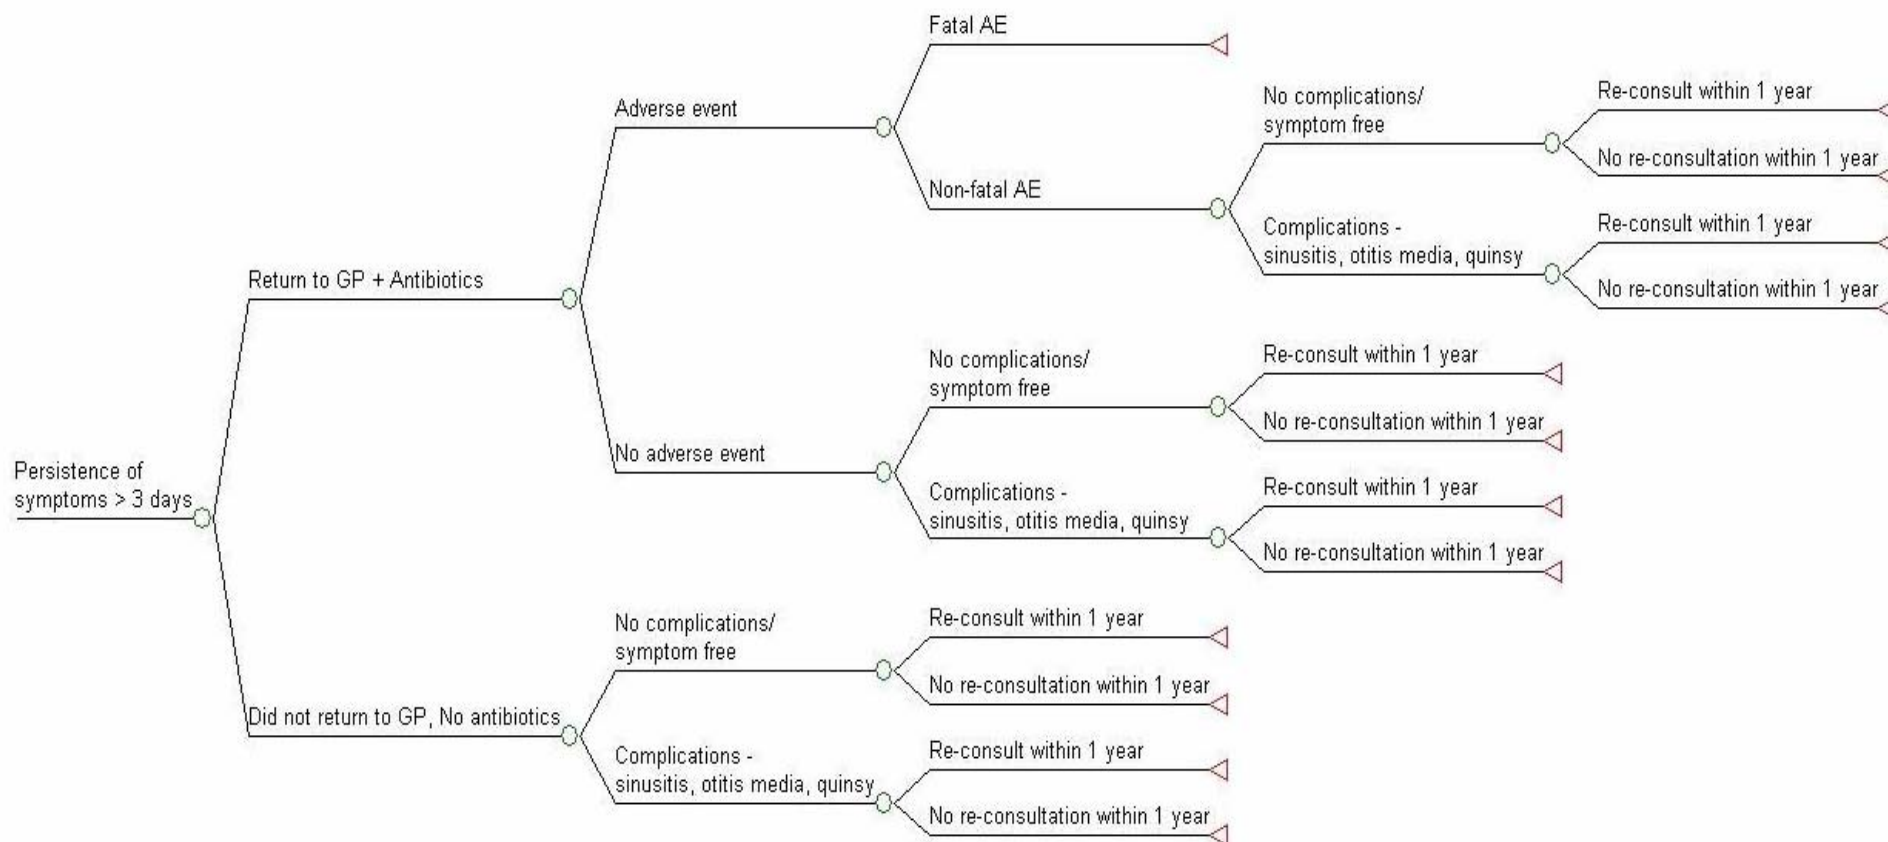 Fatal AE
Adverse event
No complications/
symptom free
Re-consult within 1 year
No re-consultation within 1 year
Non-fatal AE
Complications -
sinusitis, otitis media, quinsy
Re-consult within 1 year
No re-consultation within 1 year
Return to GP + Antibiotics
No complications/
symptom free
Re-consult within 1 year
No re-consultation within 1 year
No adverse event
Complications -
sinusitis, otitis media, quinsy
Re-consult within 1 year
No re-consultation within 1 year
Persistence of
symptoms > 3 days
No complications/
symptom free
Re-consult within 1 year
No re-consultation within 1 year
Did not return to GP, No antibiotics
Complications -
sinusitis, otitis media, quinsy
Re-consult within 1 year
No re-consultation within 1 year